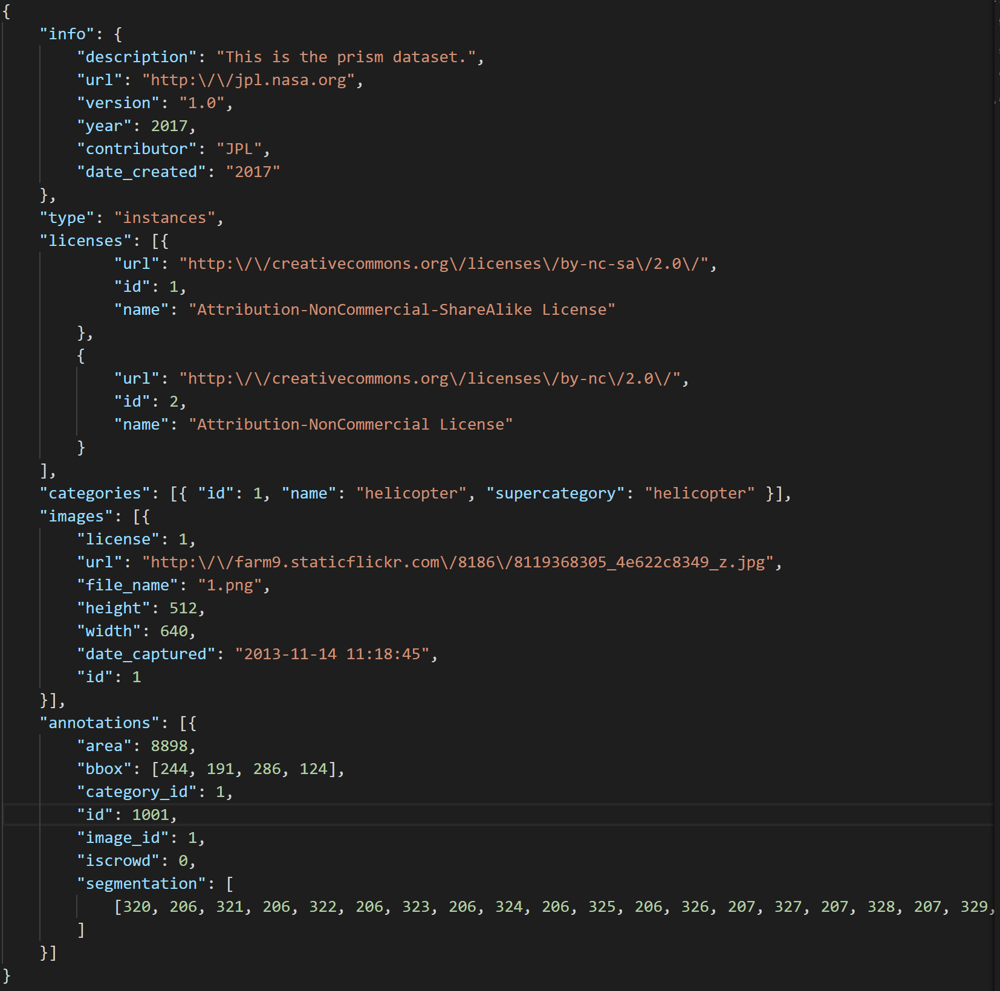 {
"info": {
"description": "This is the prism dataset.",
"url": "http:\/\/jpl.nasa.org",
"version": "1.0",
"year": 2017,
"contributor": "JPL",
"date_created": "2017"
},
"type": "instances",
"licenses": [{
"url": "http:\/\/creativecommons.org\/licenses\/by-nc-sa\/2.0\/",
"id": 1,
"name": "Attribution-NonCommercial-ShareAlike License"
},
{
"url": "http:\/\/creativecommons.org\/licenses\/by-nc\/2.0\/",
"id": 2,
"name": "Attribution-NonCommercial License"
}
],
"categories": [{ "id": 1, "name": "helicopter", "supercategory": "helicopter" }],
"images": [{
"license": 1,
"url": "http:\/\/farm9.staticflickr.com\/8186\/8119368305_4e622c8349_z.jpg",
"file_name": "1.png",
"height": 512,
"width": 640,
"date_captured": "2013-11-14 11:18:45",
"id": 1
}],
"annotations": [{
"area": 8898,
"bbox": [244, 191, 286, 124],
"category_id": 1,
"id": 1001,
"image_id": 1,
"iscrowd": 0,
"segmentation": [
[320, 206, 321, 206, 322, 206, 323, 206, 324, 206, 325, 206, 326, 207, 327, 207, 328, 207, 329,
]
}]
}